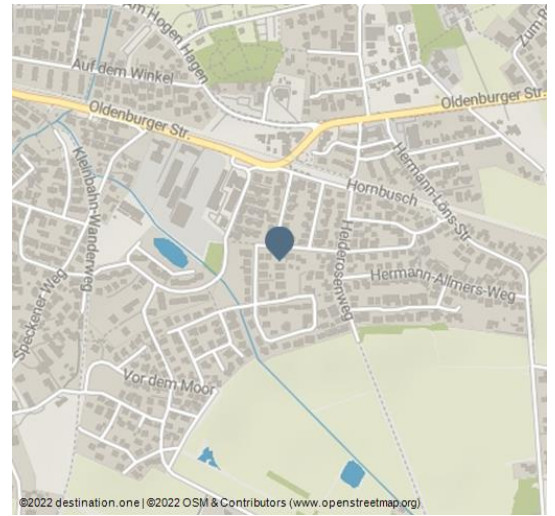 Am Hogen Hagen
Zum R
Auf dem Winkel
Oldenburger Str.
Oldenburger Str.
Kleinbahn-Wanderweg
Hermann-Löns-Str.
Hornbusch
Speckener Weg
Heiderosenweg
Hermann-Allmers-Weg
Vor dem Moor
©2022 destination.one | ©2022 OSM & Contributors (www.openstreetmap.org)